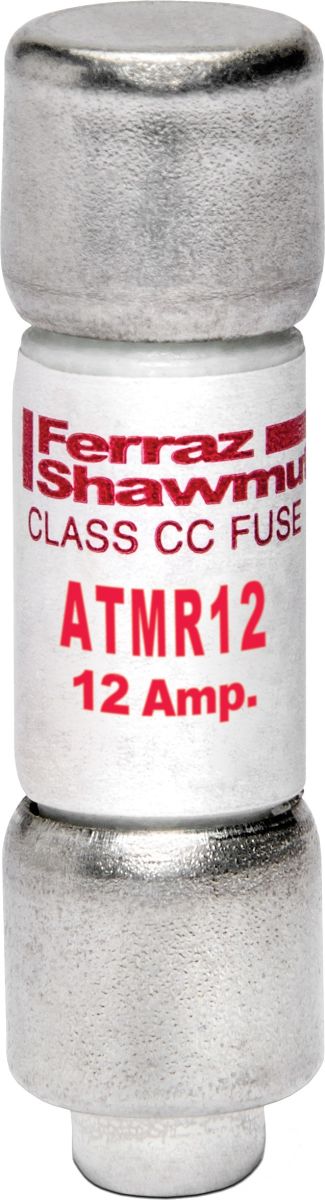 Ferraz
Shawmut
CLASS CC FUSE
ATMR12
12 Amp.